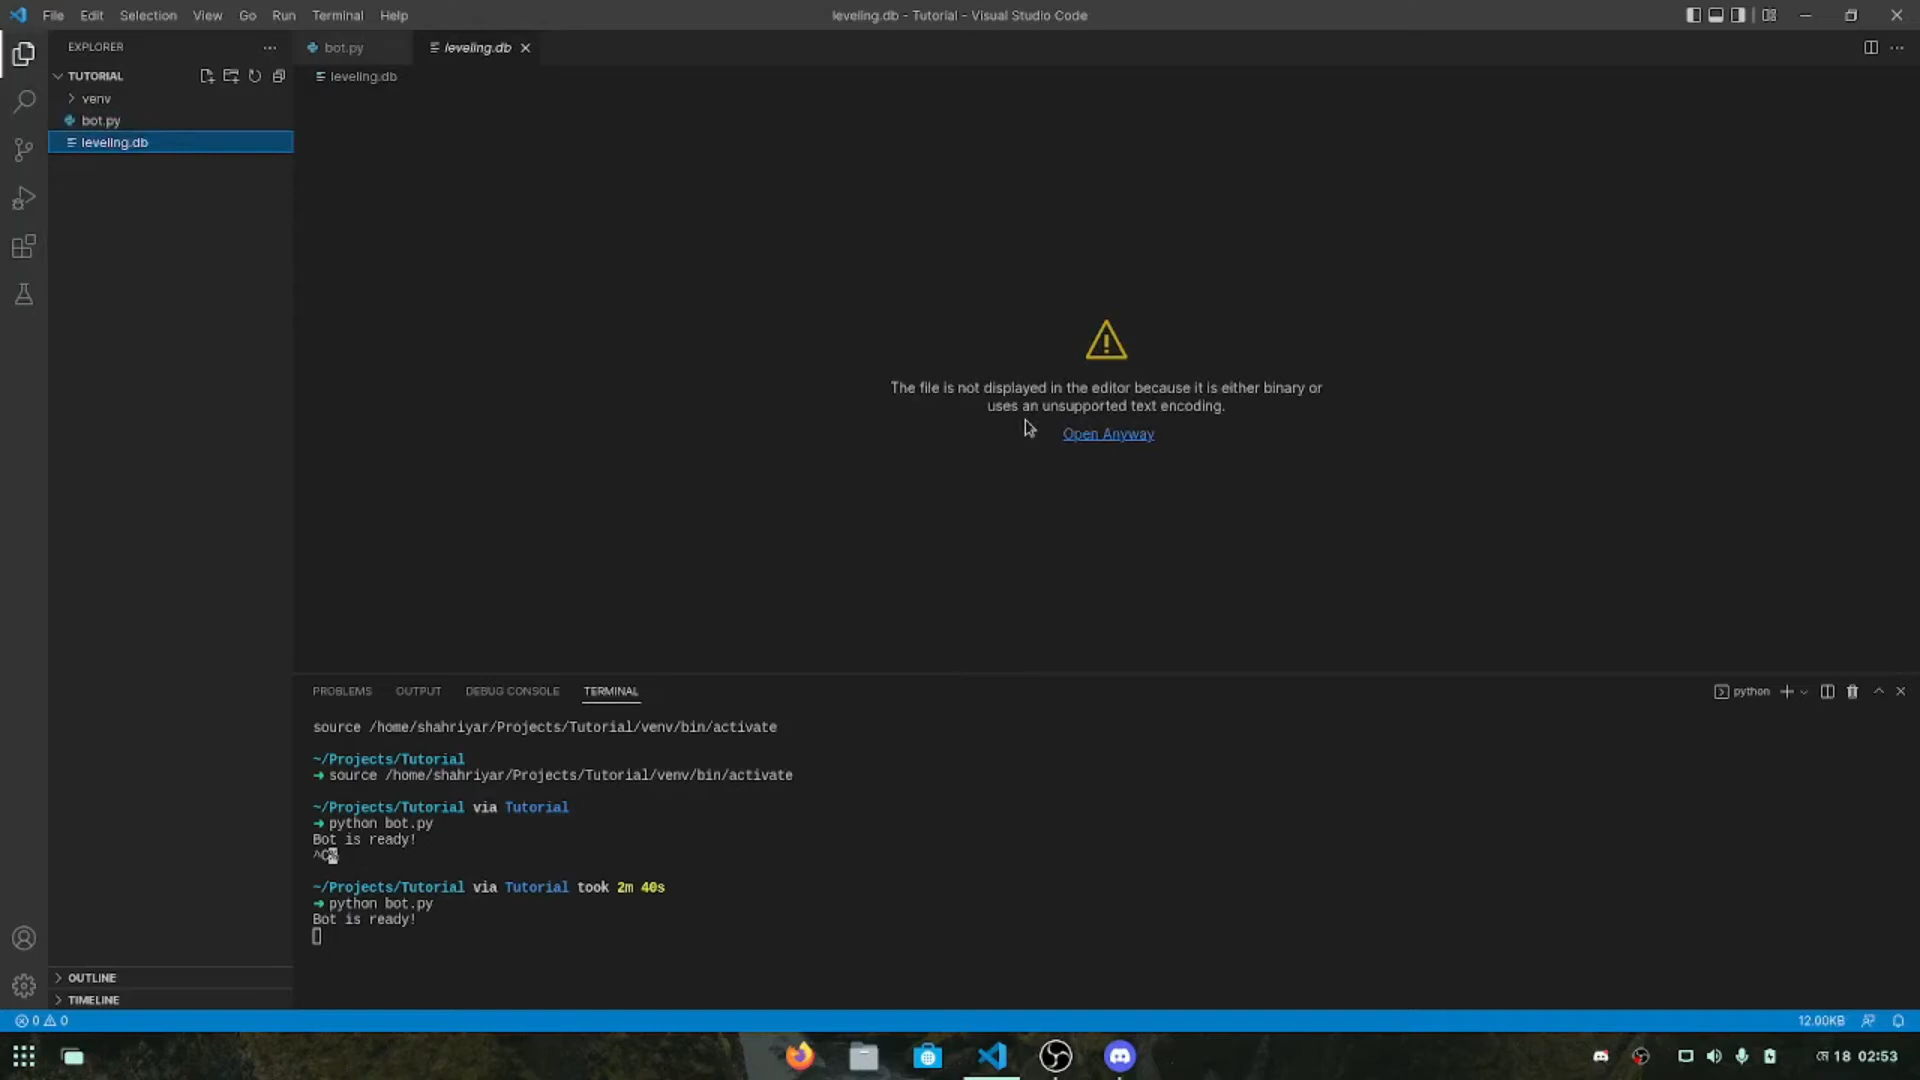 File Edit Selection View Go Run Terminal Help
leveling.db - Tutorial - Visual Studio Code
EXPLORER
TUTORIAL
venv
bot.py
leveling.db
OUTLINE
TIMELINE
bot.py
leveling.db
leveling.db
The file is not displayed in the editor because it is either binary or
uses an unsupported text encoding.
Open Anyway
PROBLEMS OUTPUT DEBUG CONSOLE TERMINAL
python
source /home/shahriyar/Projects/Tutorial/venv/bin/activate
~/Projects/Tutorial
➜ source /home/shahriyar/Projects/Tutorial/venv/bin/activate
~/Projects/Tutorial via Tutorial
➜ python bot.py
Bot is ready!
^C%
~/Projects/Tutorial via Tutorial took 2m 40s
➜ python bot.py
Bot is ready!
0 0
12.00KB
মে 18 02:53